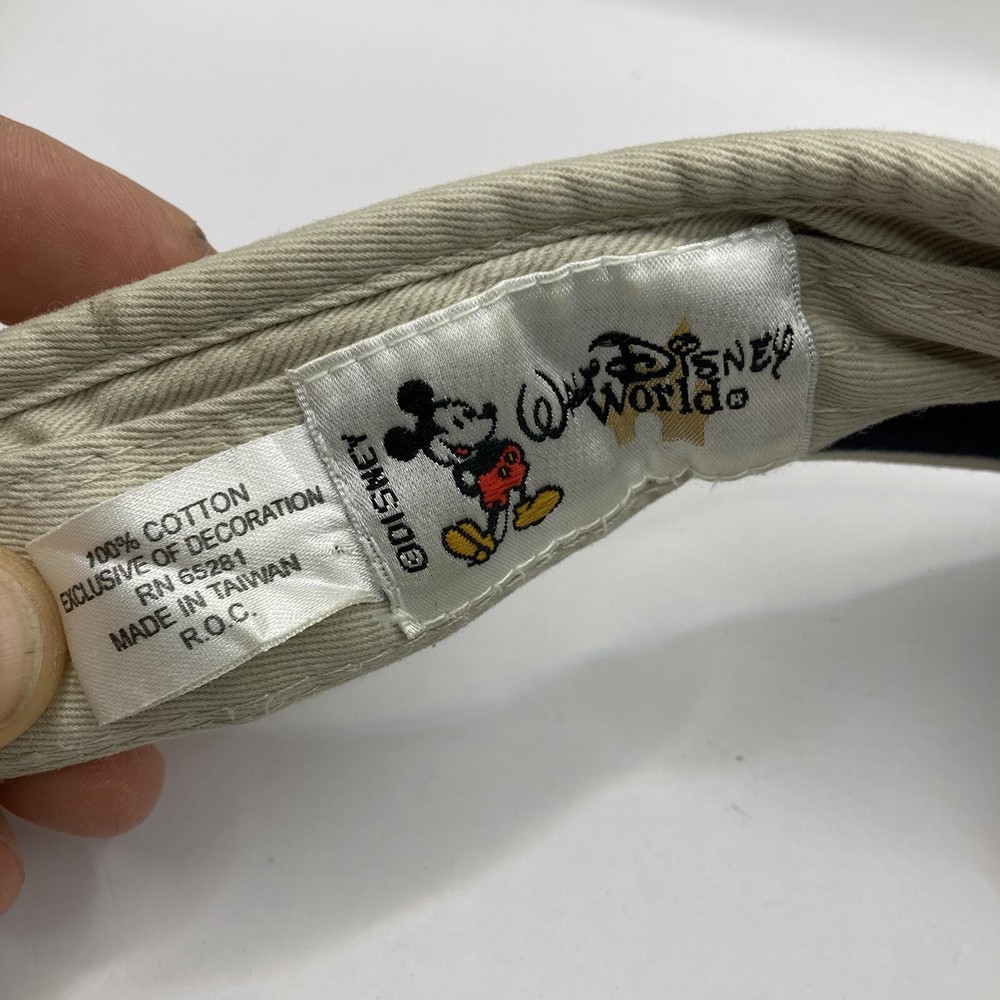 100% COTTON
EXCLUSIVE OF DECORATION
RN 65281
MADE IN TAIWAN
R.O.C.
©DISNEY
Walt Disney
World®